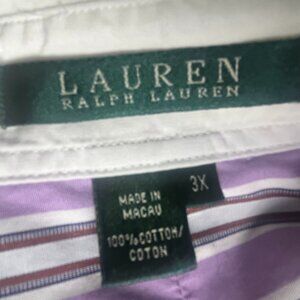 LAUREN
RALPH LAUREN
3X
MADE IN
MACAU
100% COTTON/
COTON